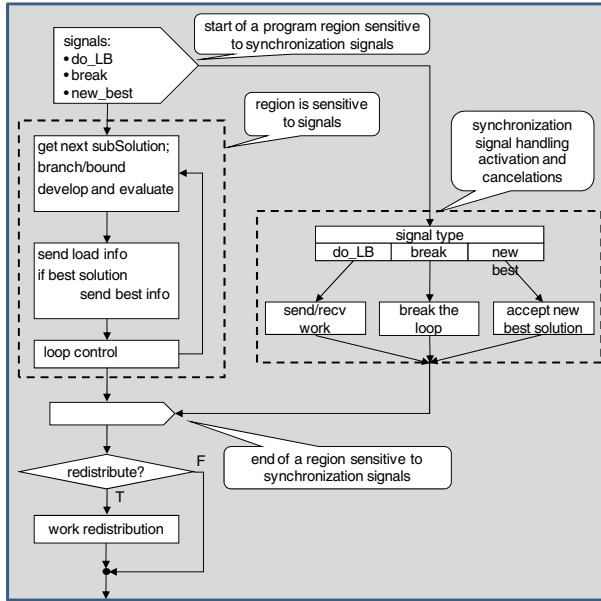 signals:
• do_LB
• break
• new_best
start of a program region sensitive
to synchronization signals
region is sensitive
to signals
get next subSolution;
branch/bound
develop and evaluate
send load info
if best solution
send best info
loop control
synchronization
signal handling
activation and
cancelations
signal type
do_LB break new
best
send/recv
work
break the
loop
accept new
best solution
end of a region sensitive to
synchronization signals
redistribute?
F
T
work redistribution